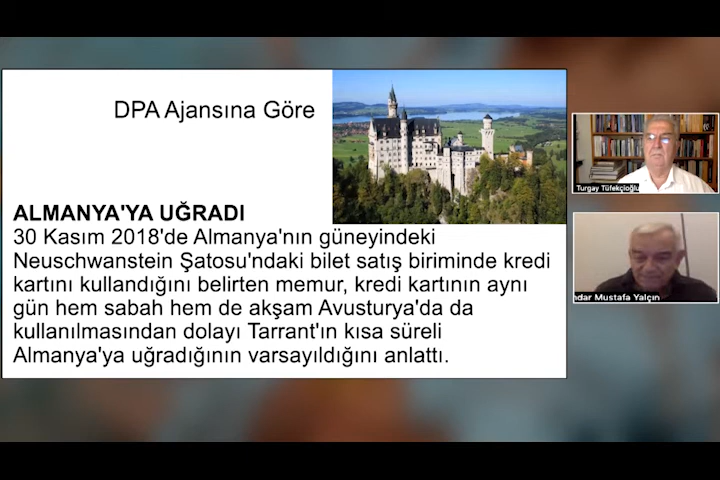 DPA Ajansına Göre
ALMANYA'YA UĞRADI
30 Kasım 2018'de Almanya'nın güneyindeki
Neuschwanstein Şatosu'ndaki bilet satış biriminde kredi
kartını kullandığını belirten memur, kredi kartının aynı
gün hem sabah hem de akşam Avusturya'da da
kullanılmasından dolayı Tarrant'ın kısa süreli
Almanya'ya uğradığının varsayıldığını anlattı.
Turgay Tüfekçioğlu
ndar Mustafa Yalçın